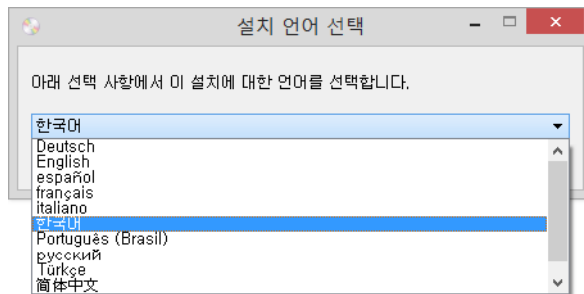 설치 언어 선택
아래 선택 사항에서 이 설치에 대한 언어를 선택합니다.
한국어
Deutsch
English
español
français
italiano
한국어
Português (Brasil)
русский
Türkçe
简体中文